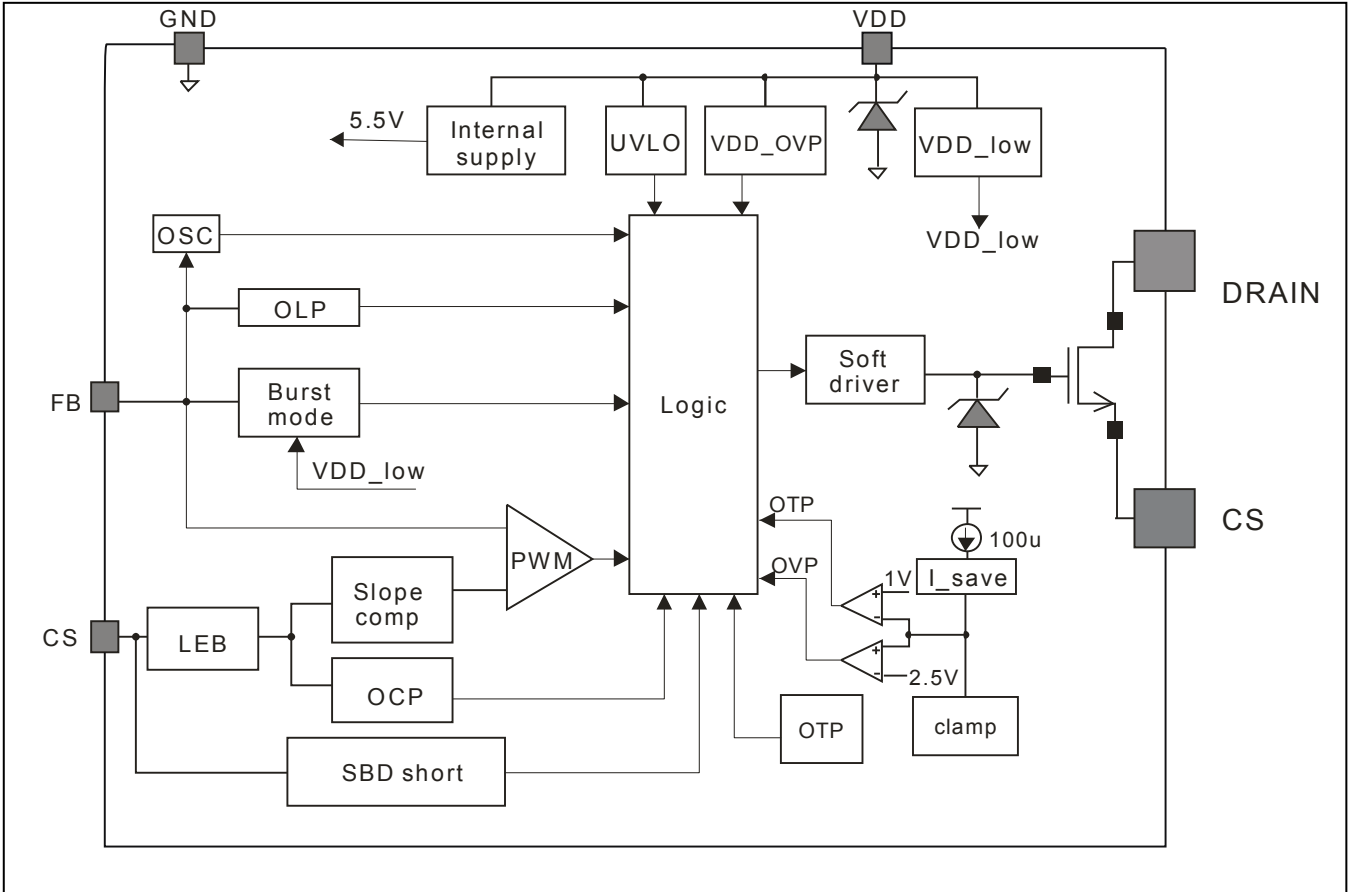 GND
VDD
5.5V
Internal
supply
UVLO
VDD_OVP
VDD_low
VDD_low
OSC
OLP
FB
Burst
mode
VDD_low
Logic
Soft
driver
DRAIN
CS
PWM
OTP
OVP
100u
I_save
1V
+
-
+
-
2.5V
clamp
OTP
CS
LEB
Slope
comp
OCP
SBD short